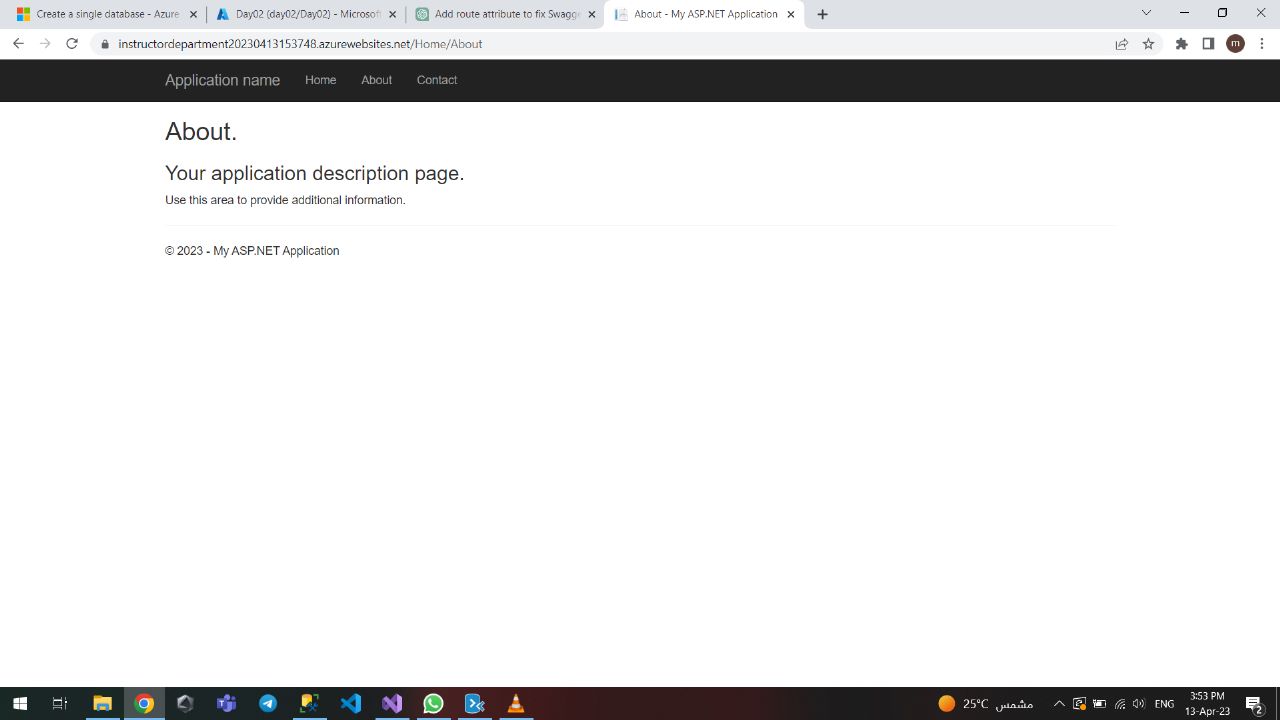 Create a single database - Azure
Day02 (day02/Day02) - Microsoft
Add route attribute to fix Swagge
About - My ASP.NET Application
instructordepartment20230413153748.azurewebsites.net/Home/About
m
Application name Home About Contact
About.
Your application description page.
Use this area to provide additional information.
© 2023 - My ASP.NET Application
25°C مشمس
ENG
3:53 PM
13-Apr-23
2